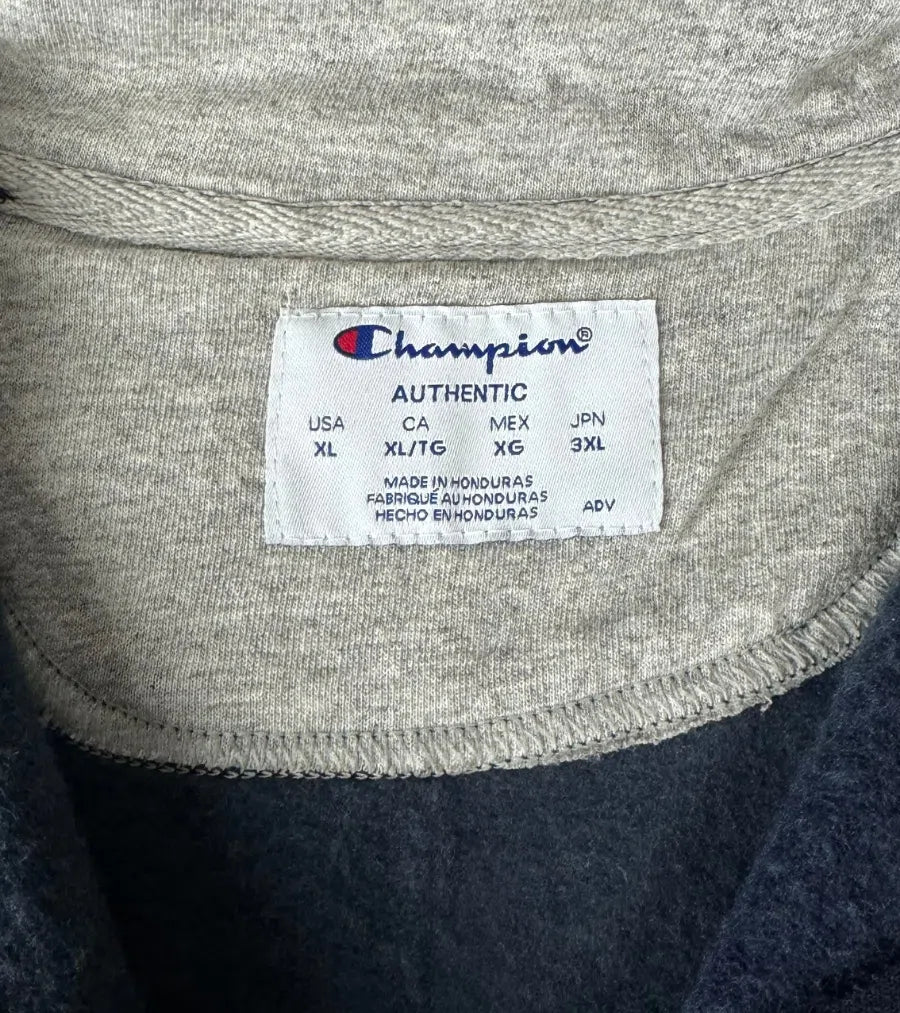 Champion®
AUTHENTIC
USA CA MEX JPN
XL XL/TG XG 3XL
MADE IN HONDURAS
FABRIQUÉ AU HONDURAS
HECHO EN HONDURAS
ADV